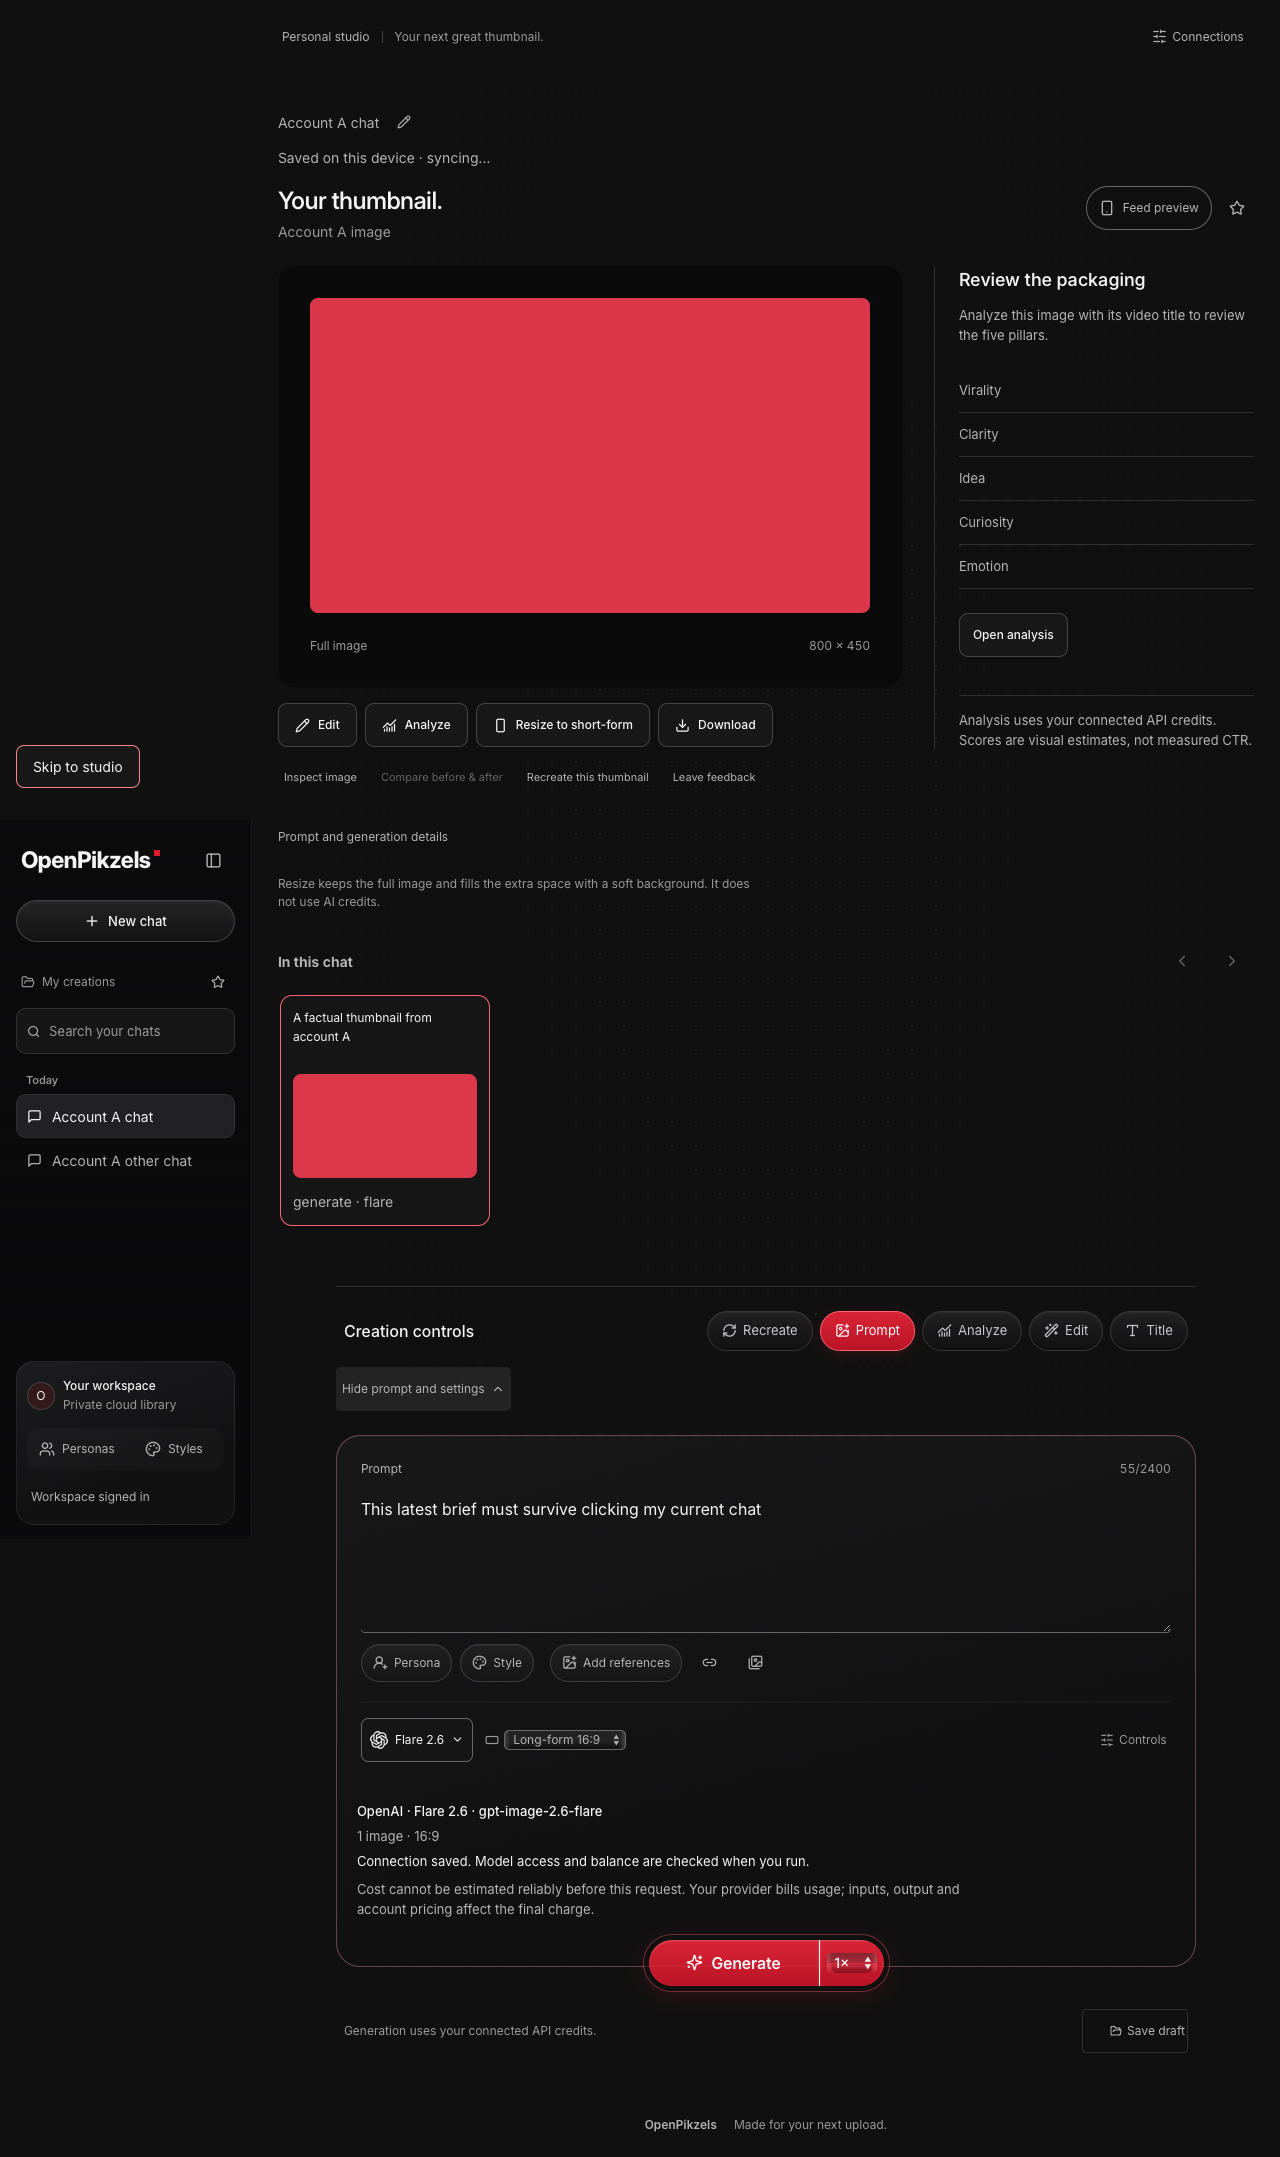 Personal studio
Your next great thumbnail.
Connections
Account A chat
Saved on this device · syncing...
Your thumbnail.
Account A image
Feed preview
Full image
800 × 450
Edit
Analyze
Resize to short-form
Download
Inspect image
Compare before & after
Recreate this thumbnail
Leave feedback
Review the packaging
Analyze this image with its video title to review
the five pillars.
Virality
Clarity
Idea
Curiosity
Emotion
Open analysis
Analysis uses your connected API credits.
Scores are visual estimates, not measured CTR.
Skip to studio
OpenPikzels
New chat
My creations
Search your chats
Today
Account A chat
Account A other chat
O
Your workspace
Private cloud library
Personas
Styles
Workspace signed in
Prompt and generation details
Resize keeps the full image and fills the extra space with a soft background. It does
not use AI credits.
In this chat
A factual thumbnail from
account A
generate · flare
Creation controls
Recreate
Prompt
Analyze
Edit
Title
Hide prompt and settings
Prompt
55/2400
This latest brief must survive clicking my current chat
Persona
Style
Add references
Flare 2.6
Long-form 16:9
Controls
OpenAI · Flare 2.6 · gpt-image-2.6-flare
1 image · 16:9
Connection saved. Model access and balance are checked when you run.
Cost cannot be estimated reliably before this request. Your provider bills usage; inputs, output and
account pricing affect the final charge.
Generate
1×
Generation uses your connected API credits.
Save draft
OpenPikzels
Made for your next upload.